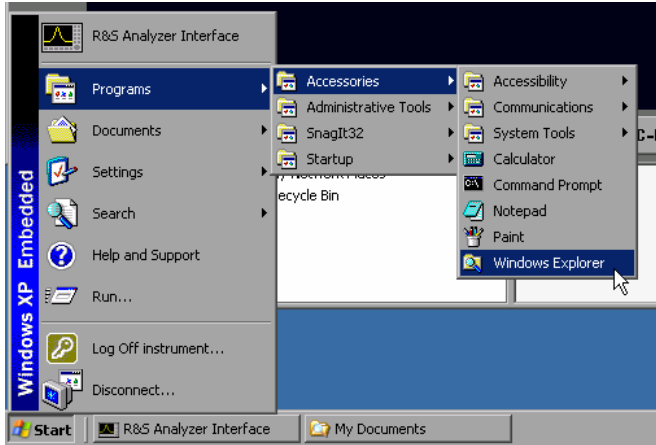 R&S Analyzer Interface
Programs
Documents
Settings
Search
Help and Support
Run...
Log Off instrument...
Disconnect...
Windows XP Embedded
Accessories
Administrative Tools
SnagIt32
Startup
Accessibility
Communications
System Tools
Calculator
Command Prompt
Notepad
Paint
Windows Explorer
ecycle Bin
Start
R&S Analyzer Interface
My Documents